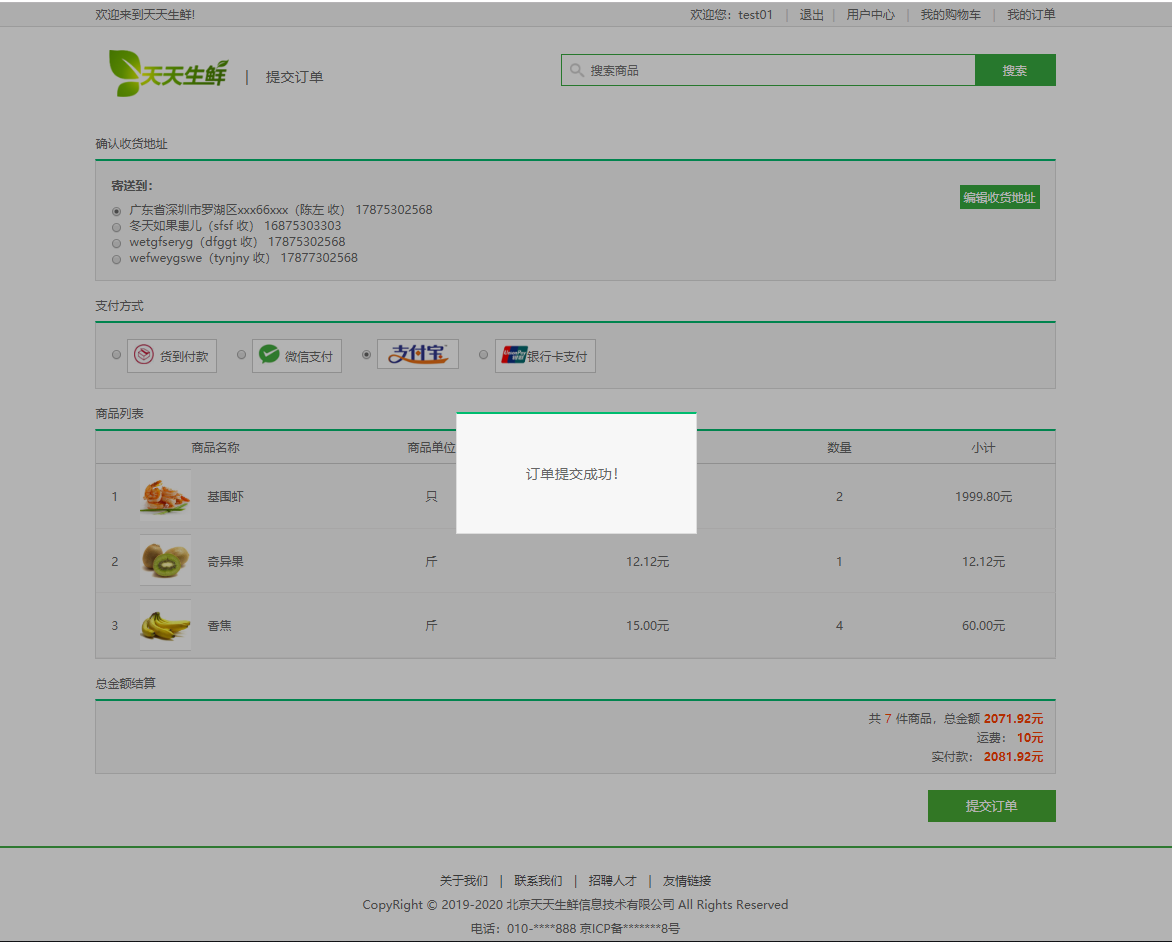 欢迎来到天天生鲜!
欢迎您：test01 | 退出 | 用户中心 | 我的购物车 | 我的订单
天天生鲜 | 提交订单
搜索商品 搜索
确认收货地址
寄送到：
编辑收货地址
广东省深圳市罗湖区xxx66xxx（陈左 收） 17875302568
冬天如果患儿（sfsf 收） 16875303303
wetgfseryg（dfggt 收） 17875302568
wefweygswe（tynjny 收） 17877302568
支付方式
货到付款 微信支付 支付宝 UnionPay 银联 银行卡支付
商品列表
商品名称 商品单位 数量 小计
订单提交成功！
1 基围虾 只 2 1999.80元
2 奇异果 斤 12.12元 1 12.12元
3 香焦 斤 15.00元 4 60.00元
总金额结算
共 7 件商品，总金额 2071.92元
运费： 10元
实付款： 2081.92元
提交订单
关于我们 | 联系我们 | 招聘人才 | 友情链接
CopyRight © 2019-2020 北京天天生鲜信息技术有限公司 All Rights Reserved
电话：010-****888 京ICP备*******8号